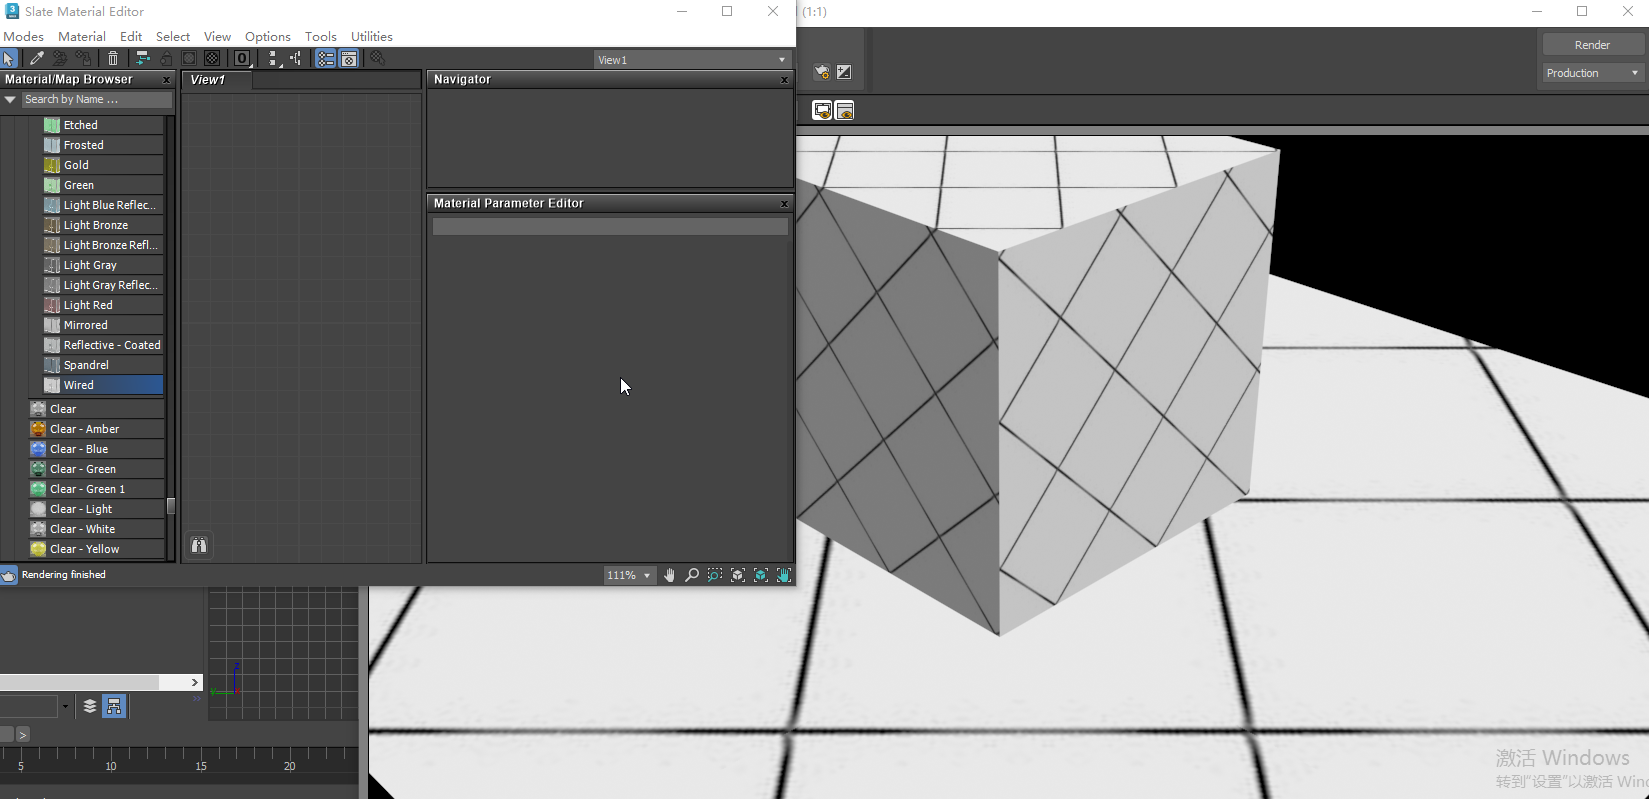 Slate Material Editor
(1:1)
Modes Material Edit Select View Options Tools Utilities
View1
Render
Production
Material/Map Browser x
View1
Navigator x
Search by Name ...
Etched
Frosted
Gold
Green
Light Blue Reflec...
Light Bronze
Light Bronze Refl...
Light Gray
Light Gray Reflec...
Light Red
Mirrored
Reflective - Coated
Spandrel
Wired
Clear
Clear - Amber
Clear - Blue
Clear - Green
Clear - Green 1
Clear - Light
Clear - White
Clear - Yellow
Material Parameter Editor x
Rendering finished
111%
z
y
>
5 10 15 20
激活 Windows
转到"设置"以激活 Win